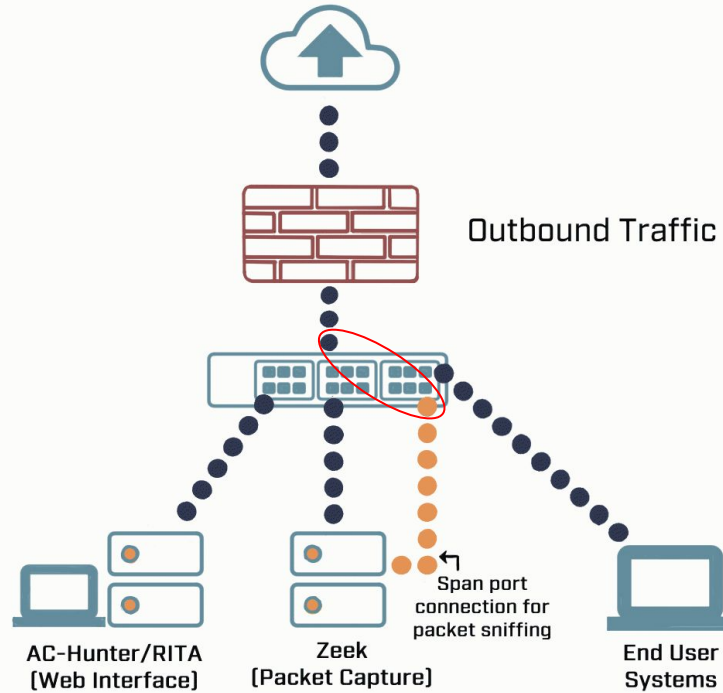 Outbound Traffic
Span port
connection for
packet sniffing
AC-Hunter/RITA
(Web Interface)
Zeek
(Packet Capture)
End User
Systems